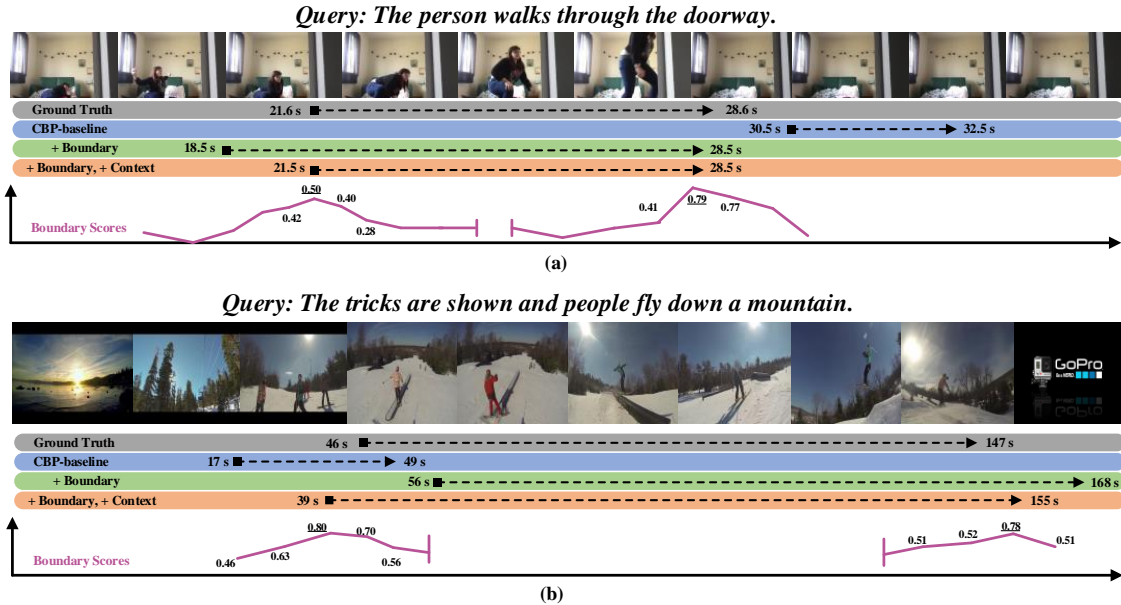 Query: The person walks through the doorway.
Ground Truth 21.6 s 28.6 s
CBP-baseline 30.5 s 32.5 s
+ Boundary 18.5 s 28.5 s
+ Boundary, + Context 21.5 s 28.5 s
Boundary Scores 0.42 0.50 0.40 0.28 0.41 0.79 0.77
(a)
Query: The tricks are shown and people fly down a mountain.
GoPro
Be a HERO.
Ground Truth 46 s 147 s
CBP-baseline 17 s 49 s
+ Boundary 56 s 168 s
+ Boundary, + Context 39 s 155 s
Boundary Scores 0.46 0.63 0.80 0.70 0.56 0.51 0.52 0.78 0.51
(b)